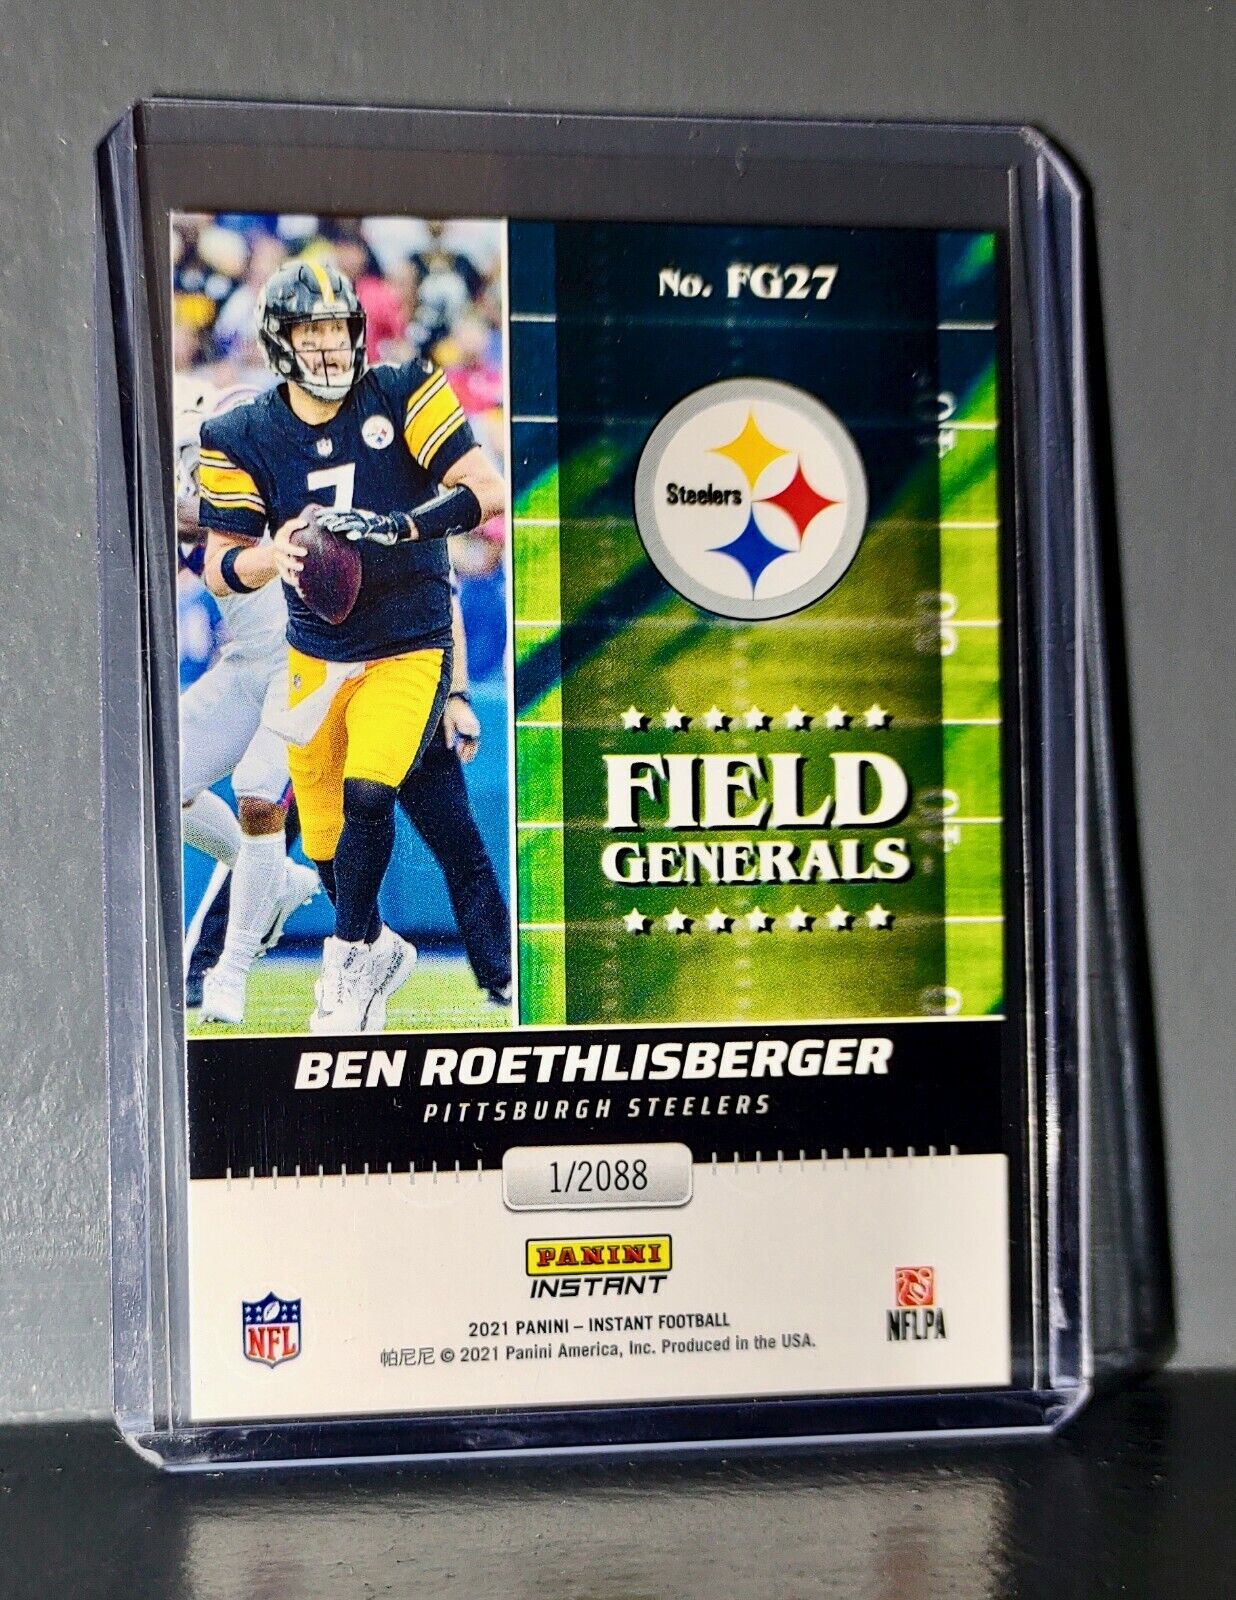 No. FG27
Steelers
7
FIELD
GENERALS
BEN ROETHLISBERGER
PITTSBURGH STEELERS
1/2088
PANINI
INSTANT
NFL
NFLPA
2021 PANINI – INSTANT FOOTBALL
帕尼尼 © 2021 Panini America, Inc. Produced in the USA.